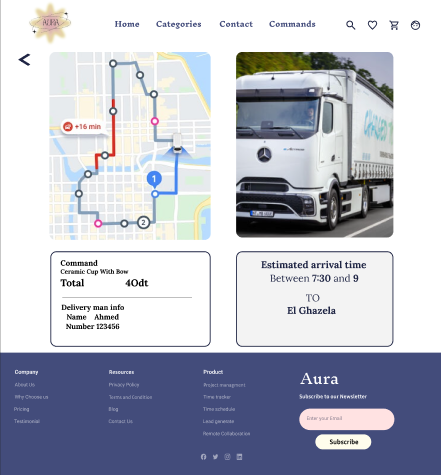 AURA
Home Categories Contact Commands
+16 min
1
2
Command
Ceramic Cup With Bow
Total 40dt
Delivery man info
Name Ahmed
Number 123456
Estimated arrival time
Between 7:30 and 9
TO
El Ghazela
Company
About Us
Why Choose us
Pricing
Testimonial
Resources
Privacy Policy
Terms and Condition
Blog
Contact Us
Product
Project managment
Time tracker
Time schedule
Lead generate
Remote Collaboration
Aura
Subscribe to our Newsletter
Enter your Email
Subscribe